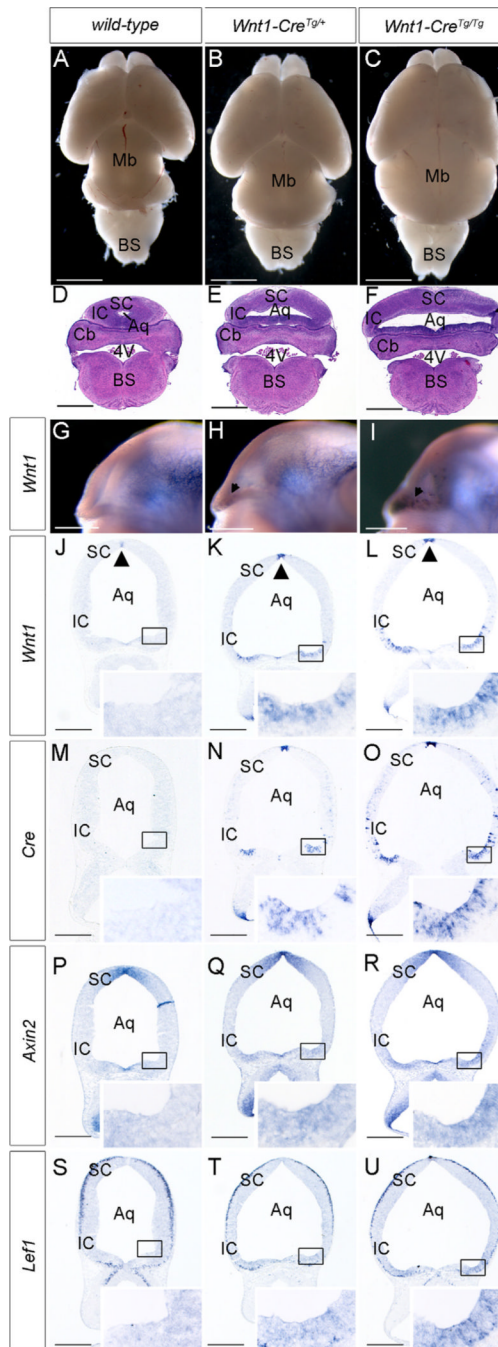 wild-type Wnt1-Cre^Tg/+ Wnt1-Cre^Tg/Tg
A B C
Mb Mb Mb
BS BS BS
D E F
SC SC SC
IC Aq IC Aq IC Aq
Cb Cb Cb
4V 4V 4V
BS BS BS
Wnt1
G H I
Wnt1
J K L
SC SC SC
Aq Aq Aq
IC IC IC
Cre
M N O
SC SC SC
Aq Aq Aq
IC IC IC
Axin2
P Q R
SC SC SC
Aq Aq Aq
IC IC IC
Lef1
S T U
SC SC SC
Aq Aq Aq
IC IC IC